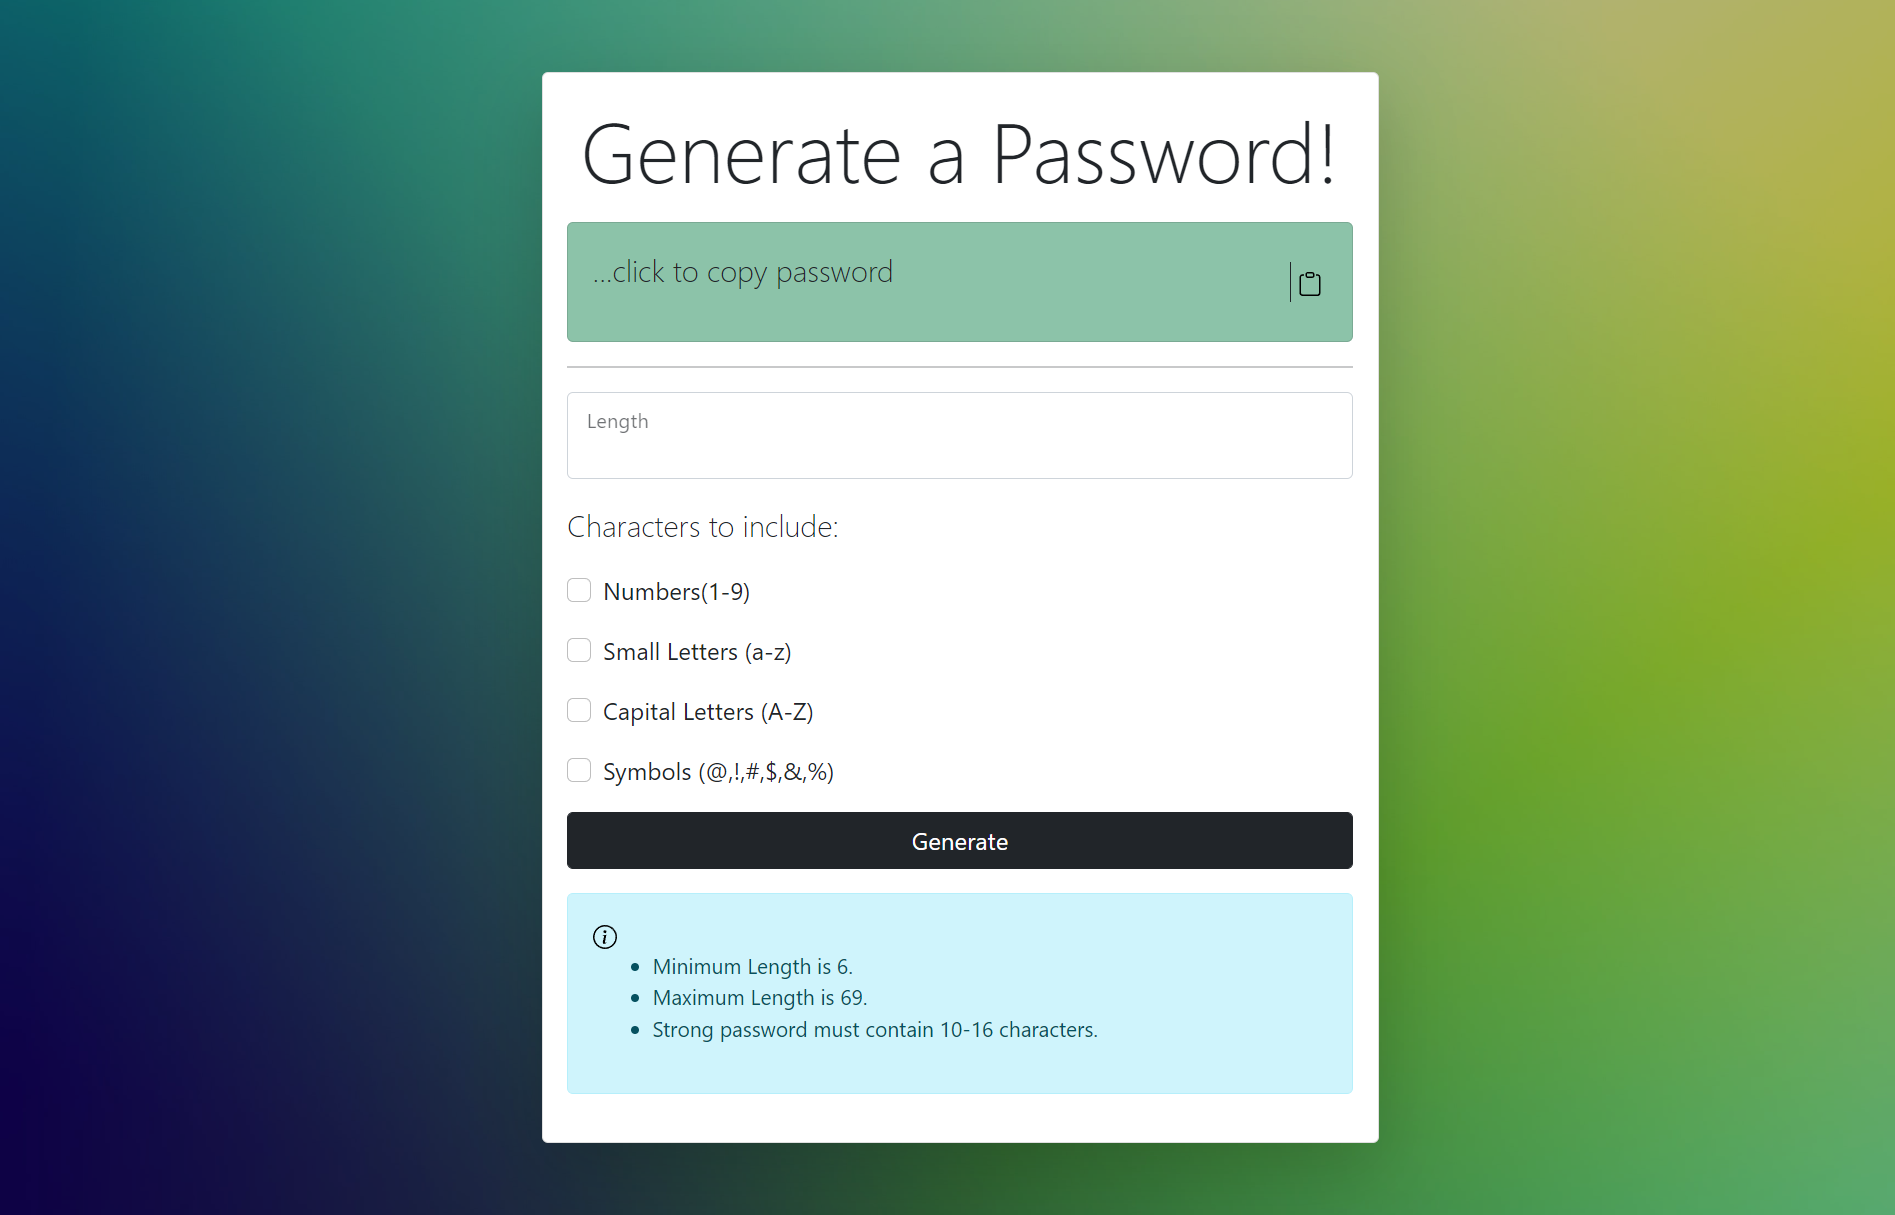 Generate a Password!
...click to copy password
Length
Characters to include:
Numbers(1-9)
Small Letters (a-z)
Capital Letters (A-Z)
Symbols (@,!,#,$,&,%)
Generate
Minimum Length is 6.
Maximum Length is 69.
Strong password must contain 10-16 characters.